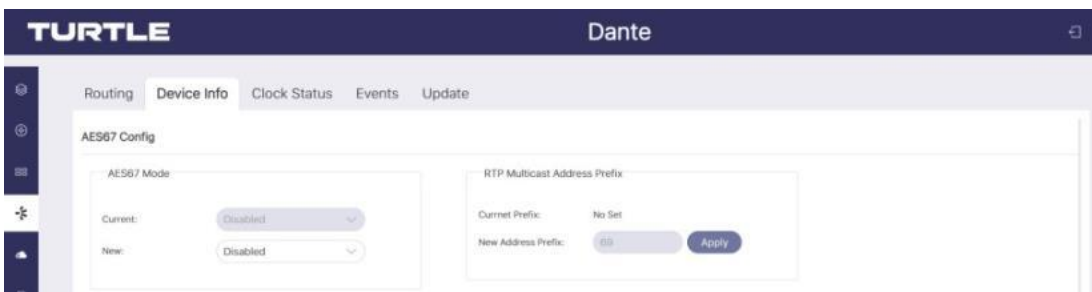 TURTLE Dante
Routing Device Info Clock Status Events Update
AES67 Config
AES67 Mode RTP Multicast Address Prefix
Current: Disabled Currnet Prefix: No Set
New: Disabled New Address Prefix: 69 Apply